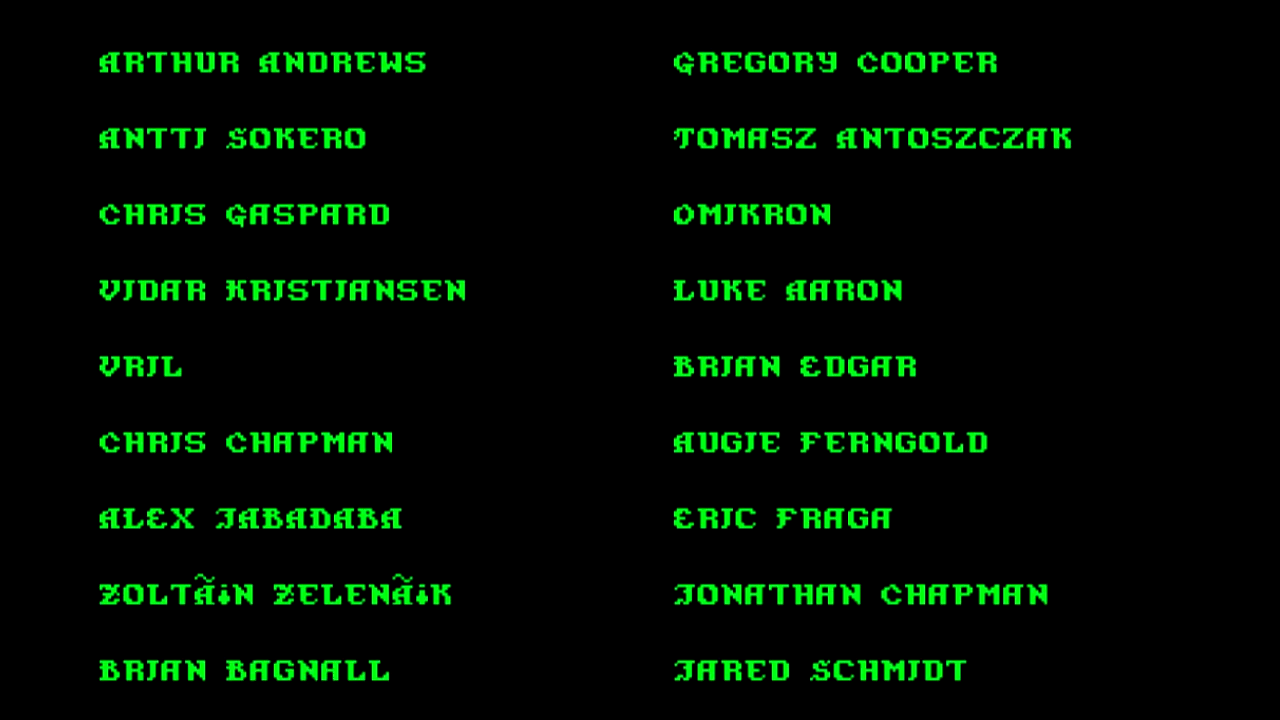 ARTHUR ANDREWS
GREGORY COOPER
ANTTI SOKERO
TOMASZ ANTOSZCZAK
CHRIS GASPARD
OMIKRON
VIDAR KRISTIANSEN
LUKE AARON
VRIL
BRIAN EDGAR
CHRIS CHAPMAN
AUGIE FERNGOLD
ALEX JABADABA
ERIC FRAGA
ZOLTÃ¡N ZELENÃ¡K
JONATHAN CHAPMAN
BRIAN BAGNALL
JARED SCHMIDT